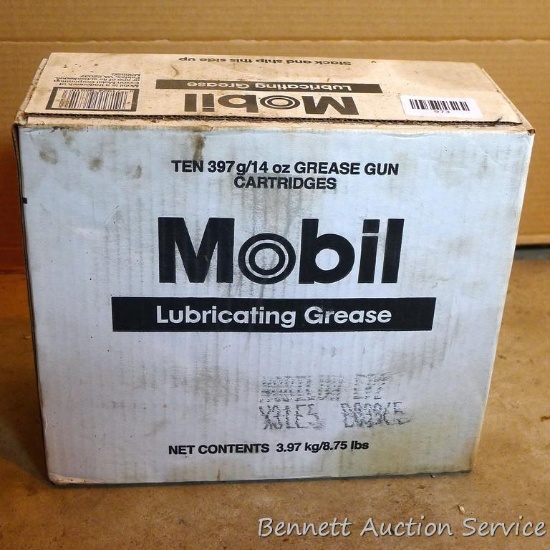 Stack and ship this side up
Lubricating Grease
Mobil
TEN 397 g/14 oz GREASE GUN
CARTRIDGES
Mobil
Lubricating Grease
NET CONTENTS 3.97 kg/8.75 lbs
Bennett Auction Service